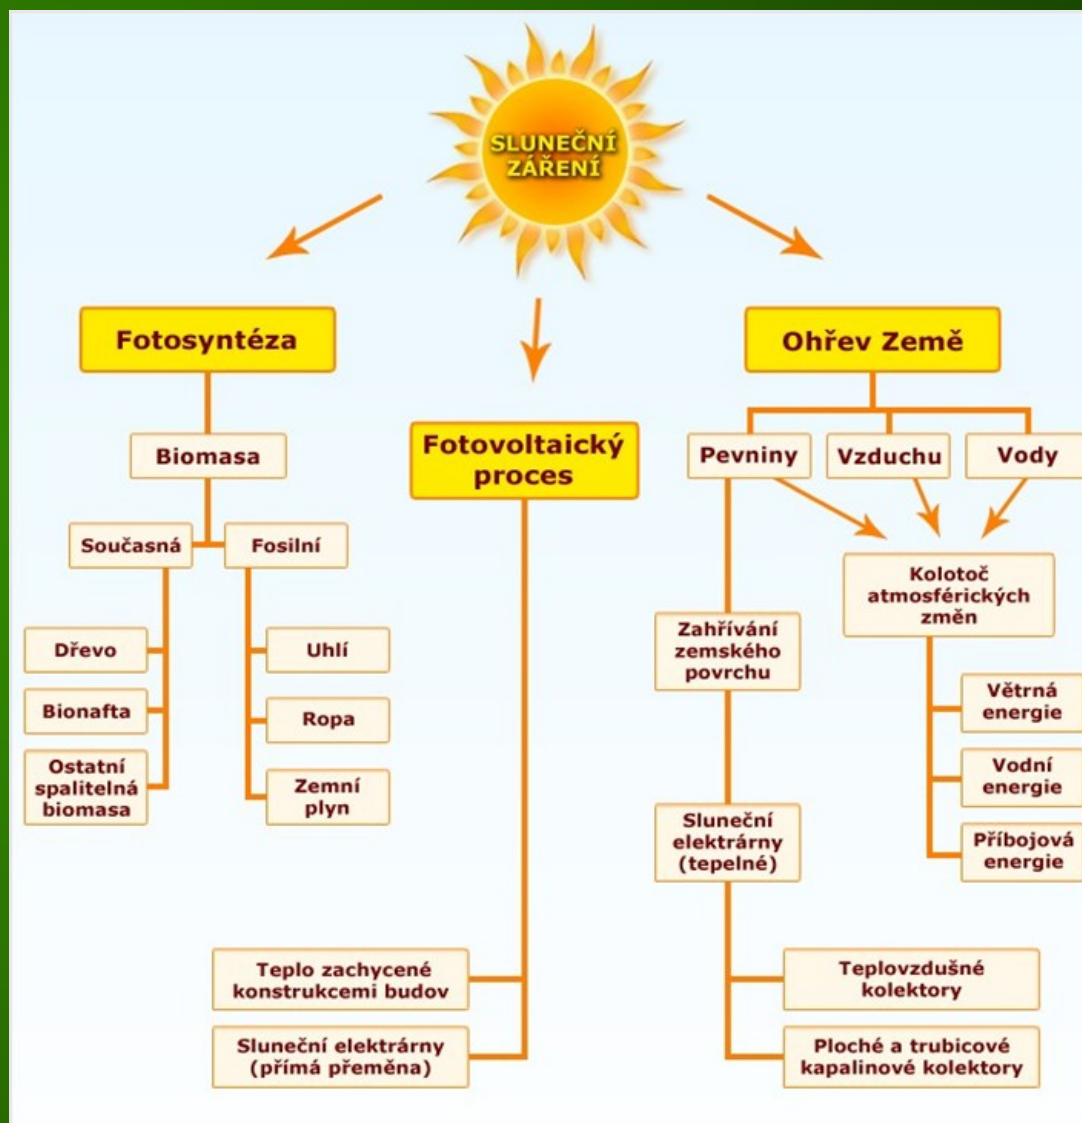 SLUNEČNÍ
ZÁŘENÍ
Fotosyntéza
Biomasa
Současná
Fosilní
Dřevo
Bionafta
Ostatní
spalitelná
biomasa
Uhlí
Ropa
Zemní
plyn
Fotovoltaický
proces
Teplo zachycené
konstrukcemi budov
Sluneční elektrárny
(přímá přeměna)
Ohřev Země
Pevniny
Vzduchu
Vody
Kolotoč
atmosférických
změn
Větrná
energie
Vodní
energie
Příbojová
energie
Zahřívání
zemského
povrchu
Sluneční
elektrárny
(tepelné)
Teplovzdušné
kolektory
Ploché a trubicové
kapalinové kolektory